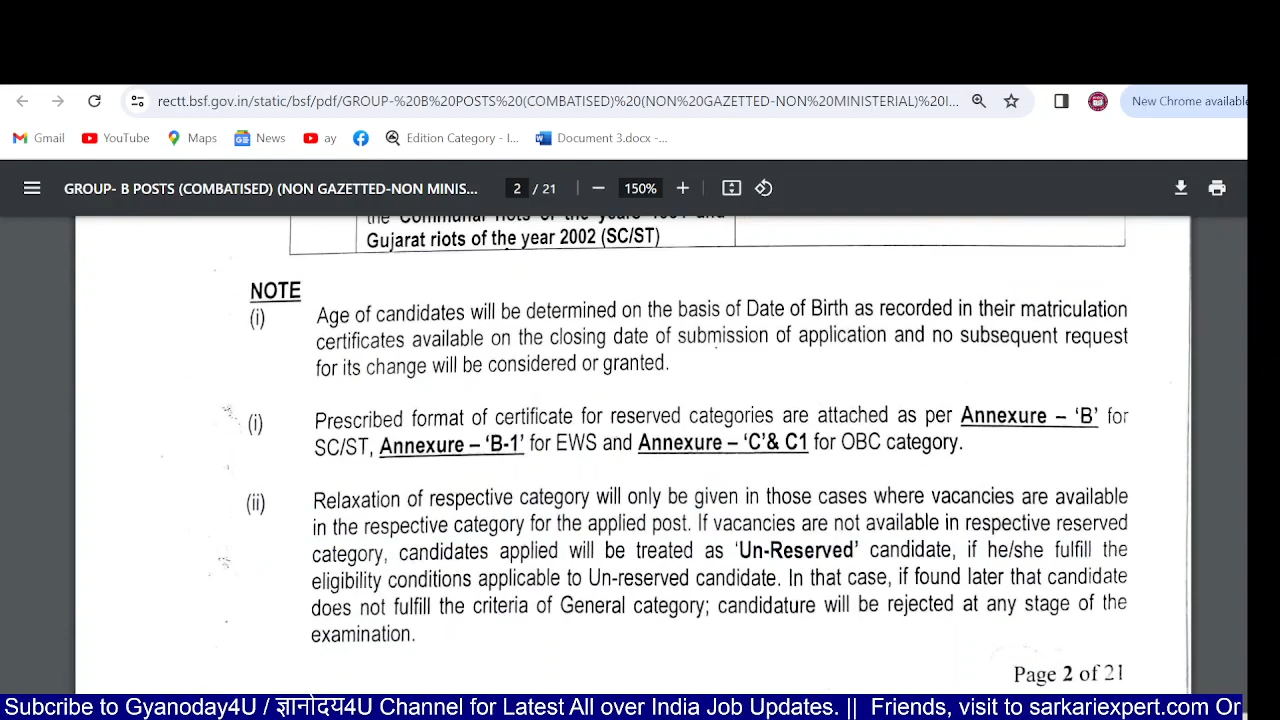 rectt.bsf.gov.in/static/bsf/pdf/GROUP-%20B%20POSTS%20(COMBATISED)%20(NON%20GAZETTED-NON%20MINISTERIAL)%20I...
New Chrome available
Gmail YouTube Maps News ay Edition Category - I... Document 3.docx -...
GROUP- B POSTS (COMBATISED) (NON GAZETTED-NON MINIS... 2 / 21 150%
the Communal riots of the years 1984 and
Gujarat riots of the year 2002 (SC/ST)
NOTE
(i) Age of candidates will be determined on the basis of Date of Birth as recorded in their matriculation
certificates available on the closing date of submission of application and no subsequent request
for its change will be considered or granted.
(i) Prescribed format of certificate for reserved categories are attached as per Annexure – 'B' for
SC/ST, Annexure – 'B-1' for EWS and Annexure – 'C'& C1 for OBC category.
(ii) Relaxation of respective category will only be given in those cases where vacancies are available
in the respective category for the applied post. If vacancies are not available in respective reserved
category, candidates applied will be treated as 'Un-Reserved' candidate, if he/she fulfill the
eligibility conditions applicable to Un-reserved candidate. In that case, if found later that candidate
does not fulfill the criteria of General category; candidature will be rejected at any stage of the
examination.
Page 2 of 21
Subcribe to Gyanoday4U / ज्ञानोदय4U Channel for Latest All over India Job Updates. || Friends, visit to sarkariexpert.com Or